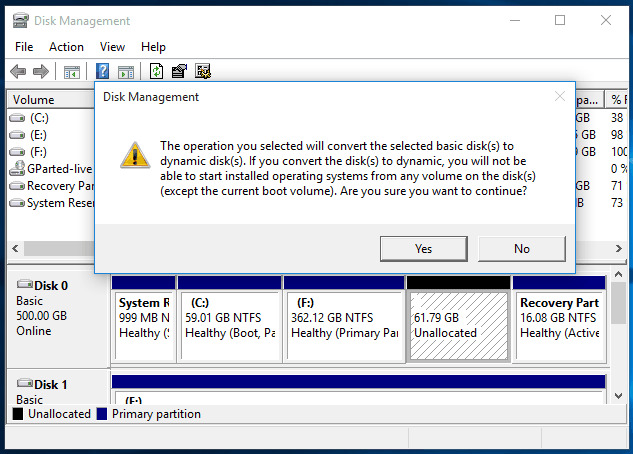 Disk Management
File Action View Help
Disk Management
The operation you selected will convert the selected basic disk(s) to
dynamic disk(s). If you convert the disk(s) to dynamic, you will not be
able to start installed operating systems from any volume on the disk(s)
(except the current boot volume). Are you sure you want to continue?
Yes No
Volume pa... %
(C:) GB 38
(E:) GB 98
(F:) GB 100
GParted-live 0 %
Recovery Par GB 71
System Reser 73
Disk 0
Basic
500.00 GB
Online
System R
999 MB N
Healthy (S
(C:)
59.01 GB NTFS
Healthy (Boot, Pa
(F:)
362.12 GB NTFS
Healthy (Primary Par
61.79 GB
Unallocated
Recovery Part
16.08 GB NTFS
Healthy (Active
Disk 1
Basic
(E:)
Unallocated Primary partition